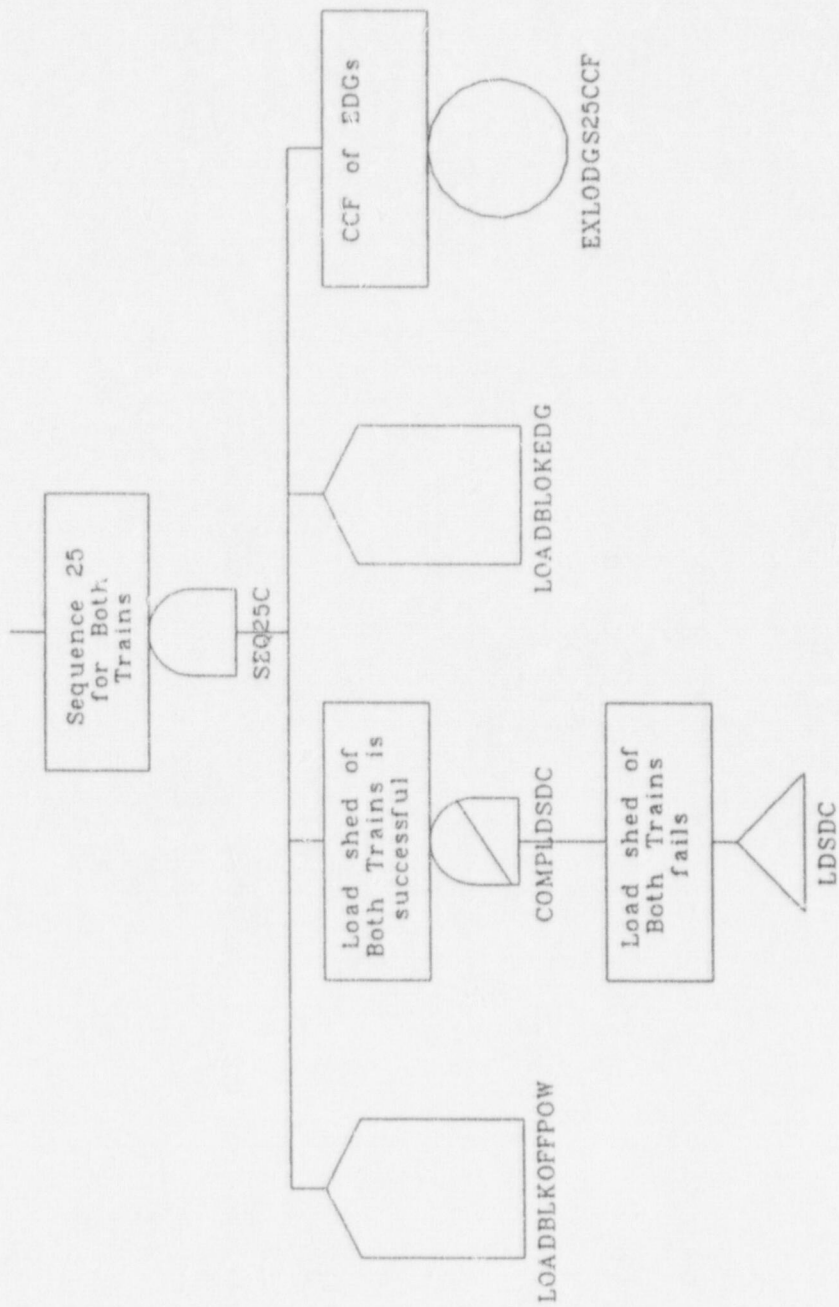 Sequence 25
for Both
Trains
SEQ25C
LOADBLKOFFPOW
Load shed of
Both Trains is
successful
COMPLDSDC
Load shed of
Both Trains
fails
LDSDC
LOADBLOKEDG
CCF of EDGs
EXLODGS25CCF